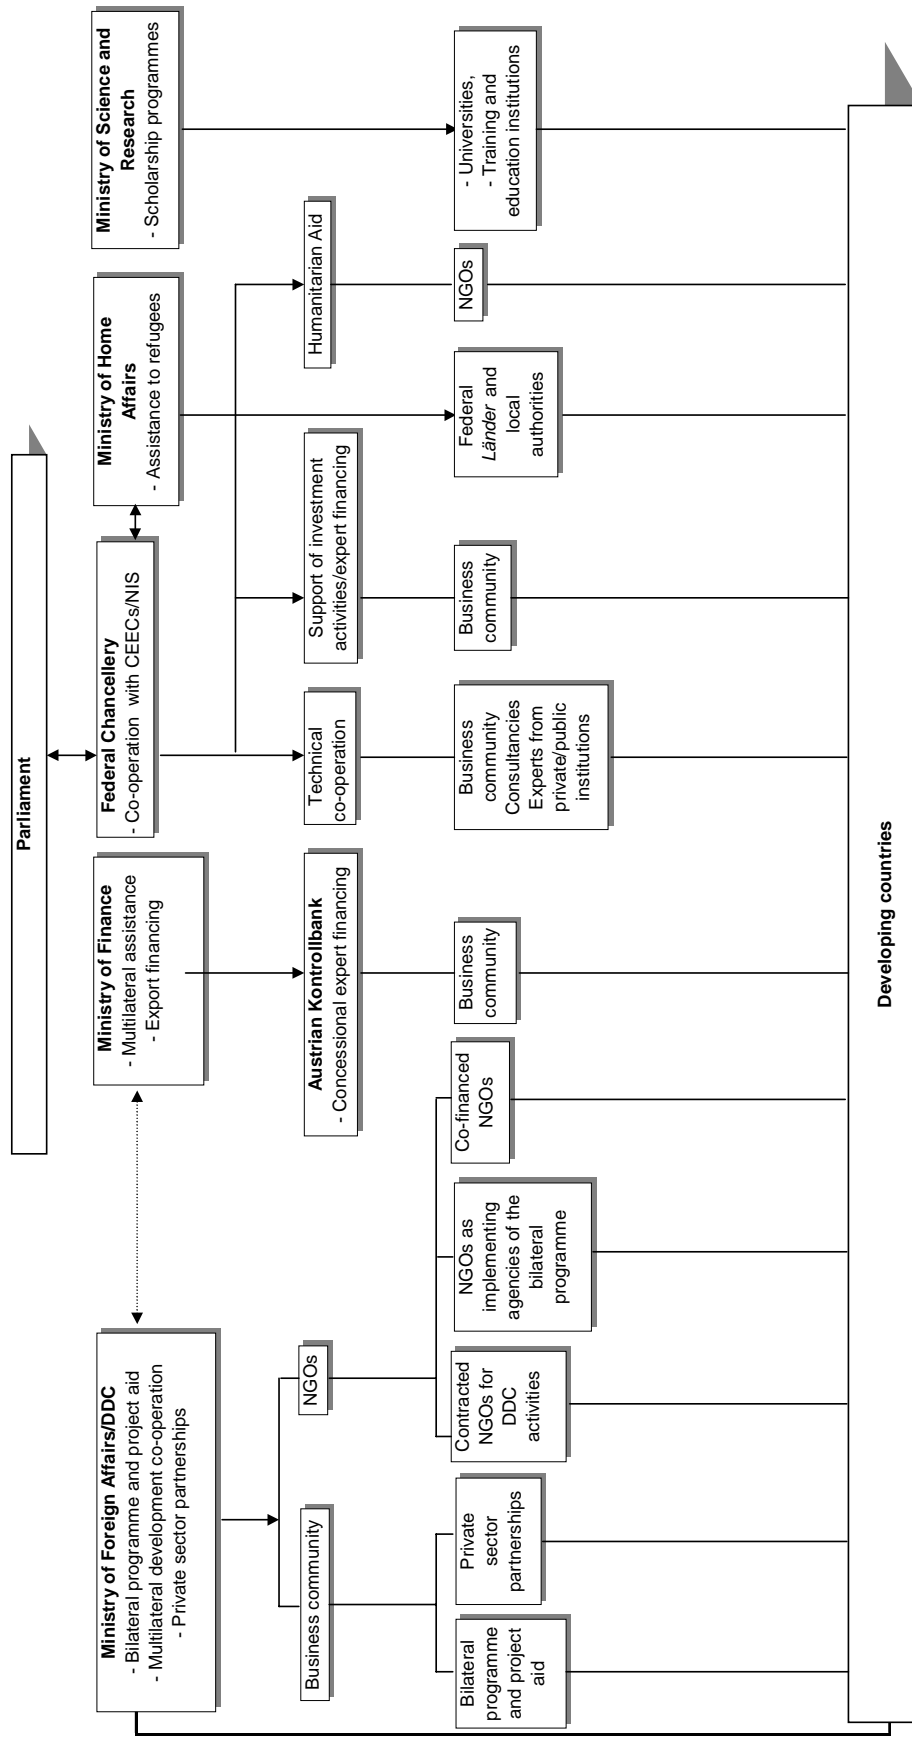 Parliament
Ministry of Foreign Affairs/DDC
- Bilateral programme and project aid
- Multilateral development co-operation
- Private sector partnerships
Ministry of Finance
- Multilateral assistance
- Export financing
Federal Chancellery
- Co-operation with CEECs/NIS
Ministry of Home
Affairs
- Assistance to refugees
Ministry of Science and
Research
- Scholarship programmes
Business community
NGOs
Austrian Kontrollbank
- Concessional expert financing
Technical
co-operation
Support of investment
activities/expert financing
Humanitarian Aid
Bilateral
programme
and project
aid
Private
sector
partnerships
Contracted
NGOs for
DDC
activities
NGOs as
implementing
agencies of the
bilateral
programme
Co-financed
NGOs
Business
community
Business
community
Consultancies
Experts from
private/public
institutions
Business
community
Federal
Länder and
local
authorities
NGOs
- Universities,
- Training and
education institutions
Developing countries